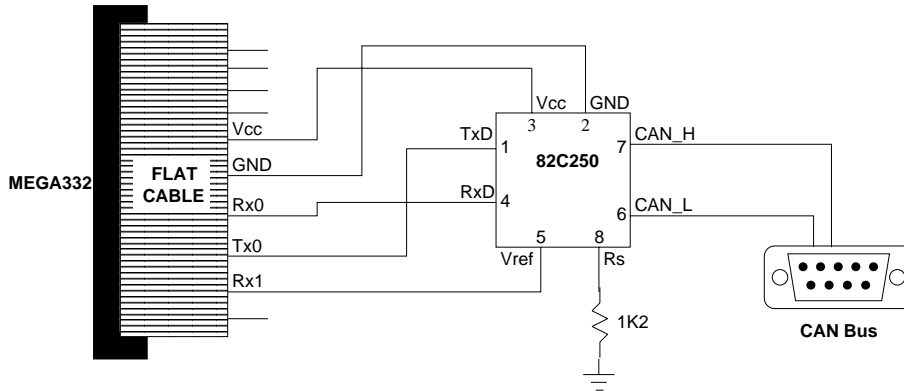 Vcc
GND
TxD
3
2
CAN_H
Vcc
1
82C250
7
GND
FLAT
CABLE
MEGA332
RxD
4
CAN_L
Rx0
6
Tx0
5
8
Vref
Rs
Rx1
1K2
CAN Bus